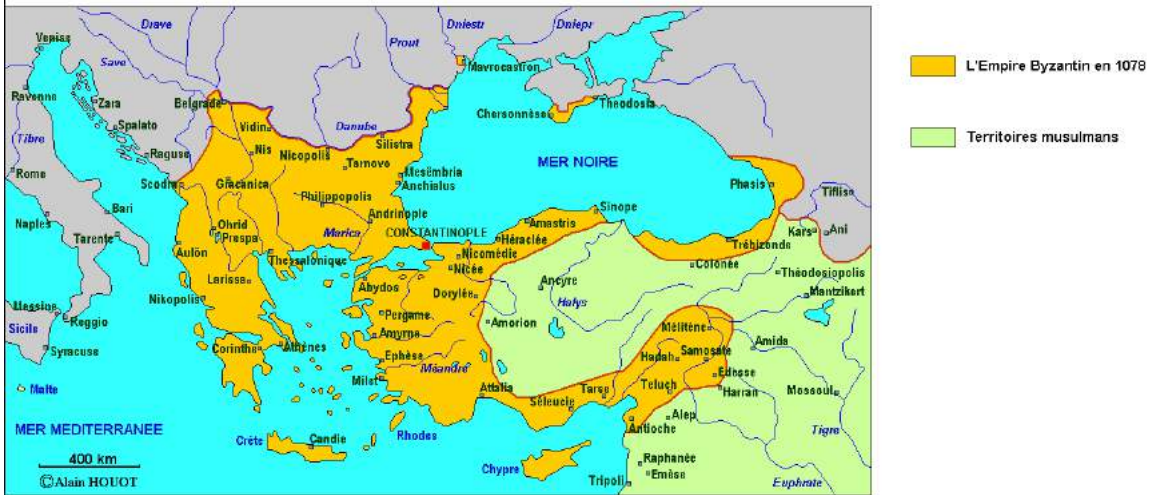 Drave
Dniestr
Dniepr
Prout
Venise
Save
Mavrocastron
L'Empire Byzantin en 1078
Ravenne
Zara
Belgrade
Theodosia
Chersonnèse
Vidin
Danube
Spalato
Tibre
Nis
Nicopolis
Silistra
Territoires musulmans
Raguse
Tarnovo
MER NOIRE
Rome
Mesëmbria
Scodra
Gracanica
Anchialus
Phasis
Tiflis
Philippopolis
Naples
Bari
Andrinople
Sinope
Ohrid
Marica
CONSTANTINOPLE
Amastris
Kars
Ani
Tarente
Prespa
Héraclée
Trébizonde
Aulön
Thessalonique
Nicomédie
Nicée
Colonée
Théodosiopolis
Larissa
Abydos
Ancyre
Mantzikert
Nikopolis
Dorylée
Halys
Messine
Pergame
Amorion
Sicile
Reggio
Amyrna
Mélitène
Syracuse
Corinthe
Athènes
Ephèse
Hadah
Samosate
Amida
Méandre
Edesse
Malte
Milet
Attalia
Tarse
Teluch
Harran
Mossoul
Séleucie
Rhodes
Alep
MER MEDITERRANEE
Crête
Candie
Antioche
Tigre
400 km
Chypre
Raphanée
Emèse
©Alain HOUOT
Tripoli
Euphrate